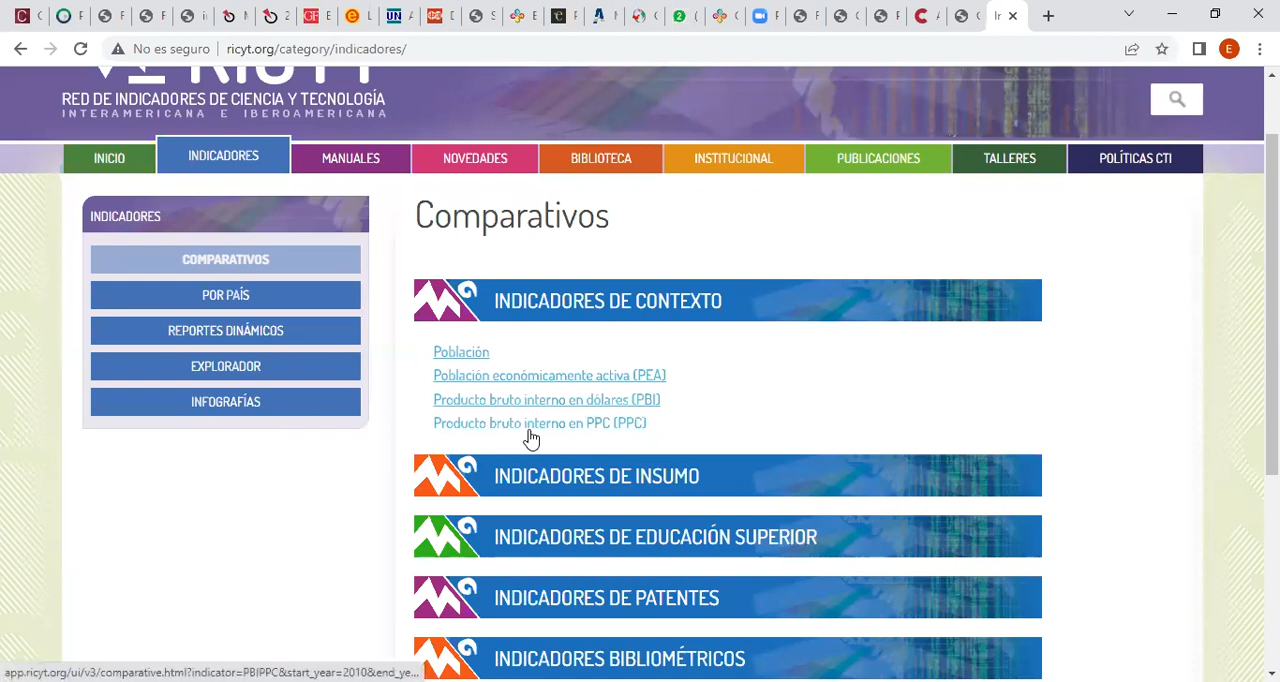 No es seguro
ricyt.org/category/indicadores/
RICYT
RED DE INDICADORES DE CIENCIA Y TECNOLOGÍA
INTERAMERICANA E IBEROAMERICANA
INICIO
INDICADORES
MANUALES
NOVEDADES
BIBLIOTECA
INSTITUCIONAL
PUBLICACIONES
TALLERES
POLÍTICAS CTI
INDICADORES
COMPARATIVOS
POR PAÍS
REPORTES DINÁMICOS
EXPLORADOR
INFOGRAFÍAS
Comparativos
INDICADORES DE CONTEXTO
Población
Población económicamente activa (PEA)
Producto bruto interno en dólares (PBI)
Producto bruto interno en PPC (PPC)
INDICADORES DE INSUMO
INDICADORES DE EDUCACIÓN SUPERIOR
INDICADORES DE PATENTES
INDICADORES BIBLIOMÉTRICOS
app.ricyt.org/ui/v3/comparative.html?indicator=PBIPPC&start_year=2010&end_ye...